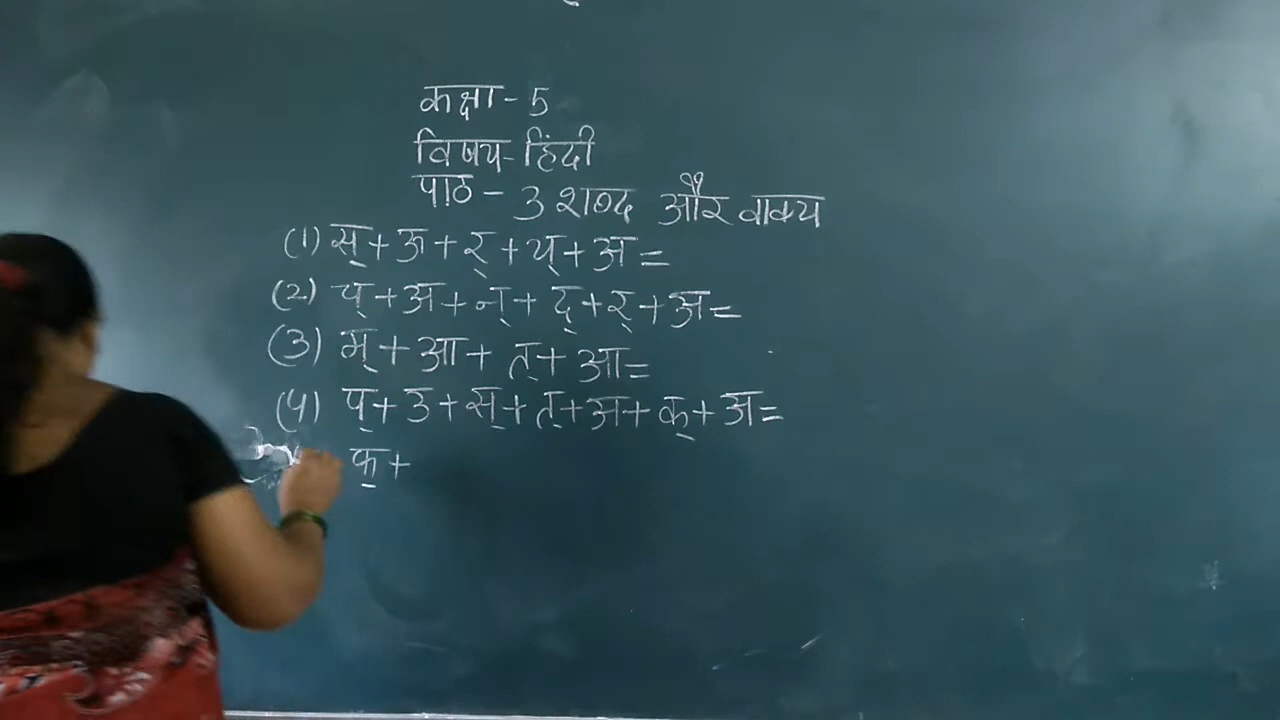 कक्षा - 5
विषय - हिंदी
पाठ - 3 शब्द और वाक्य
(1) स् + ऊ + र् + य् + अ =
(2) च् + अ + न् + द् + र् + अ =
(3) म् + आ + त् + आ =
(4) प् + उ + स् + त् + अ + क् + अ =
क् +